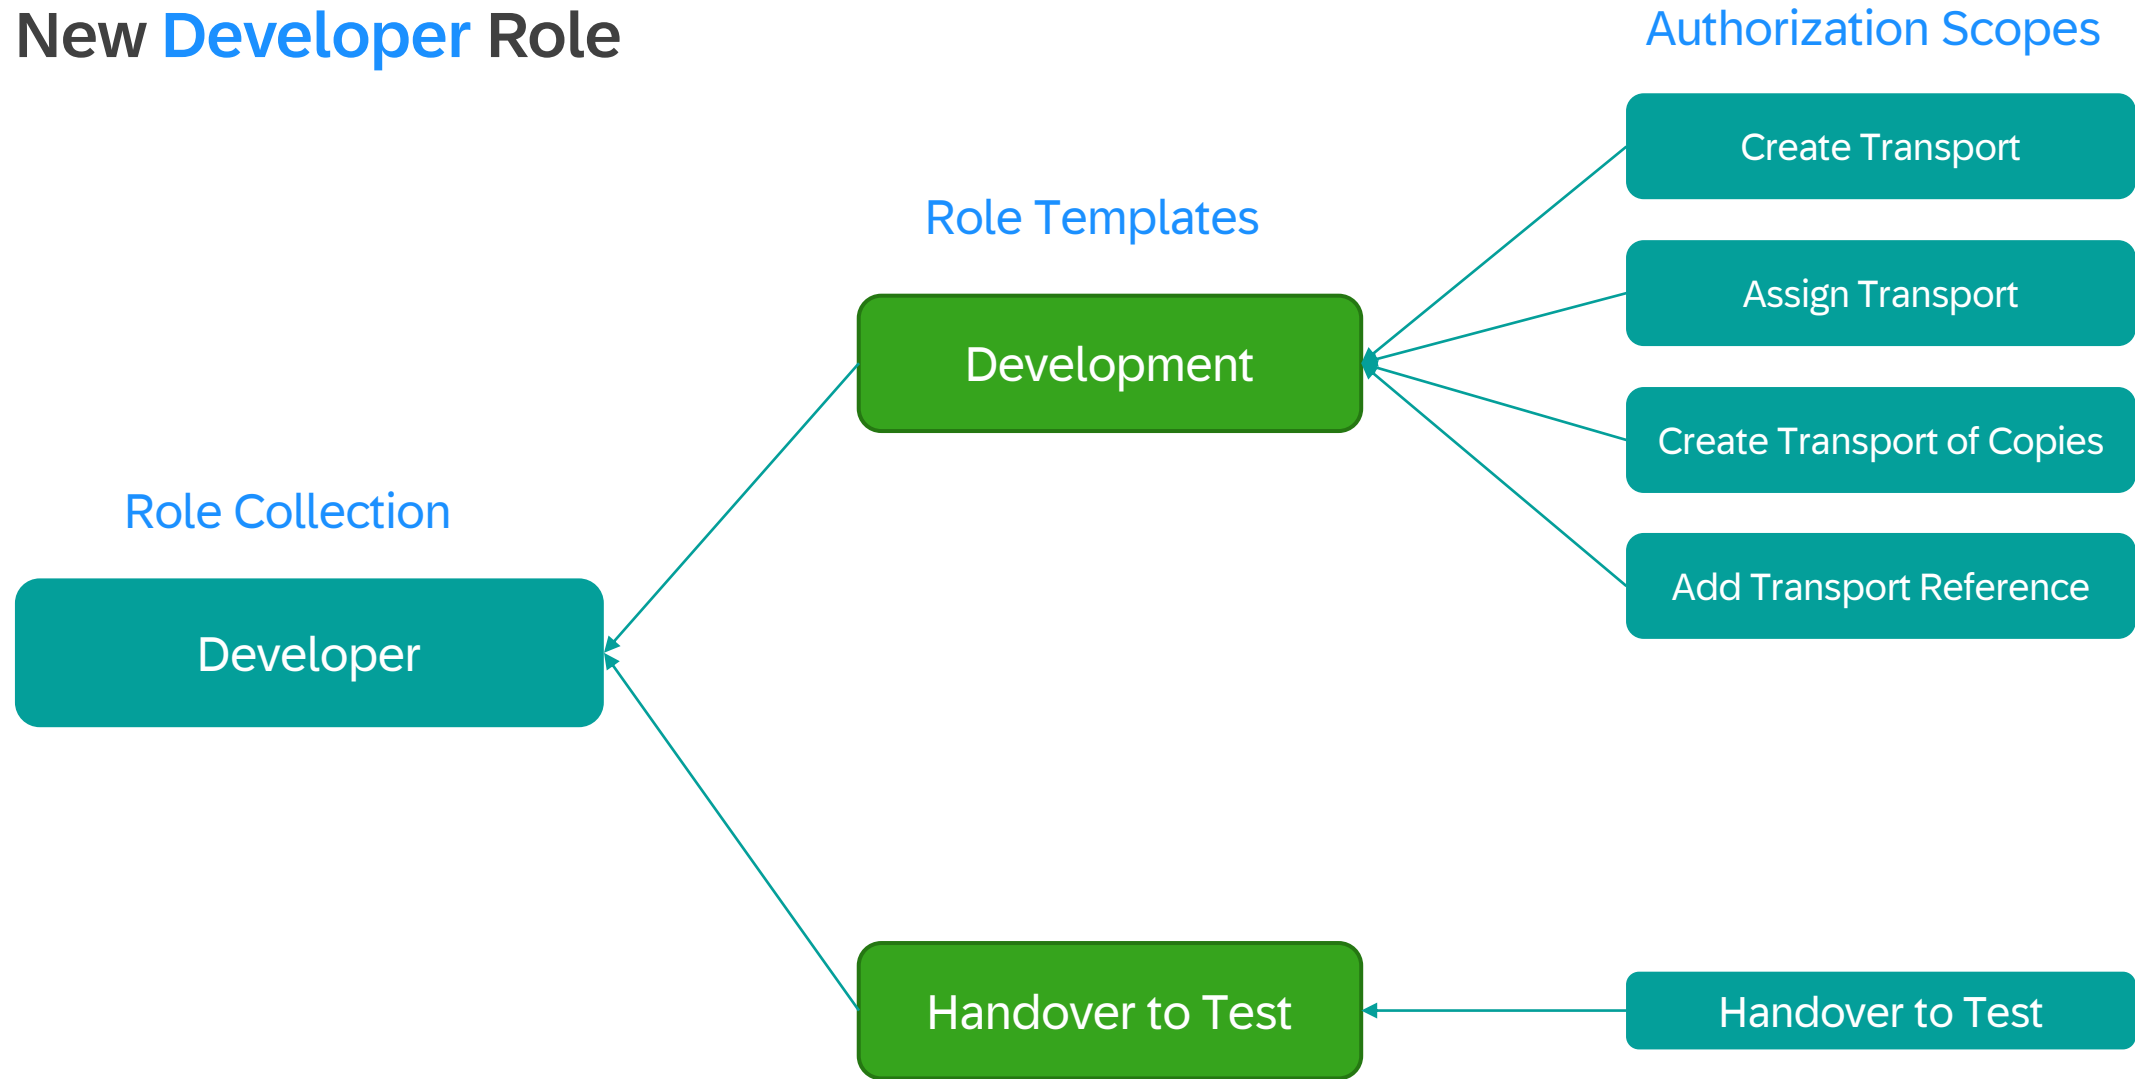 New Developer Role
Authorization Scopes
Create Transport
Role Templates
Assign Transport
Development
Create Transport of Copies
Role Collection
Add Transport Reference
Developer
Handover to Test
Handover to Test